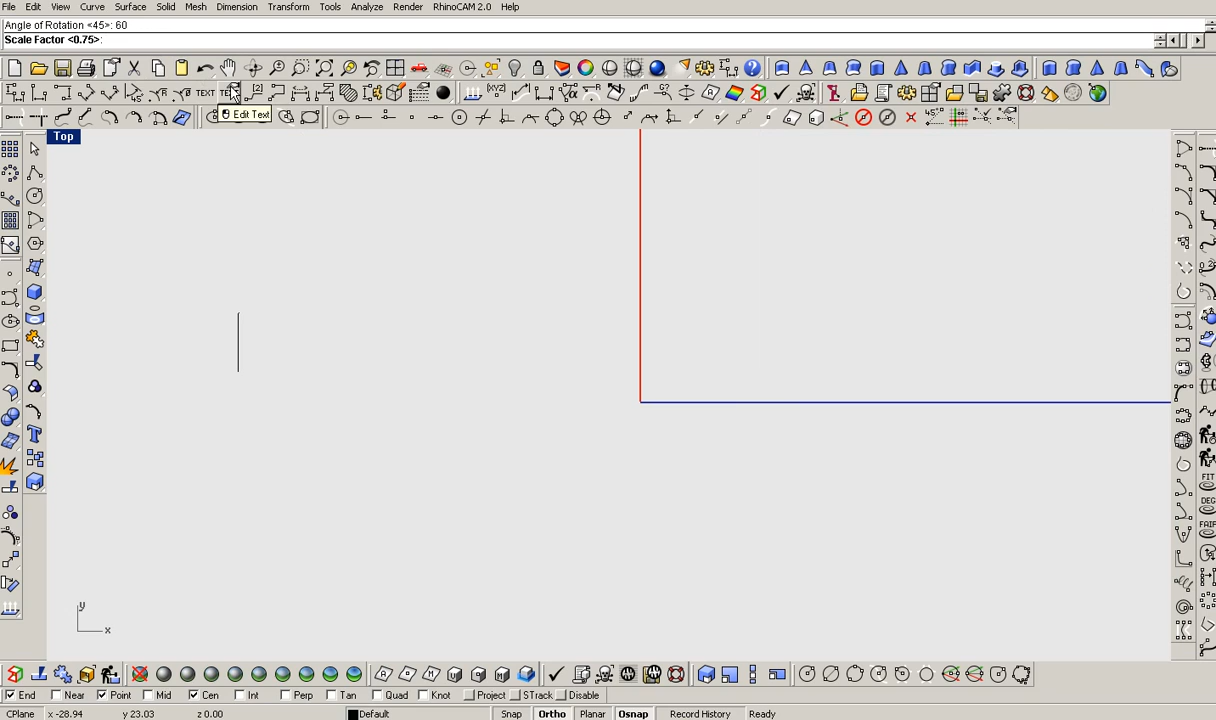 File Edit View Curve Surface Solid Mesh Dimension Transform Tools Analyze Render RhinoCAM 2.0 Help
Angle of Rotation <45>: 60
Scale Factor <0.75>:
TEXT
Edit Text
Top
FIT
DEG
FAIR
y
x
End Near Point Mid Cen Int Perp Tan Quad Knot Project STrack Disable
CPlane x -28.94 y 23.03 z 0.00 Default Snap Ortho Planar Osnap Record History Ready